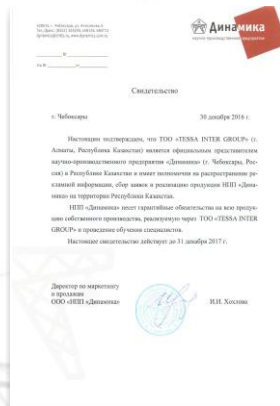 Динамика
научно-производственное предприятие
Свидетельство
г. Чебоксары 30 декабря 2016 г.
Настоящим подтверждаем, что ТОО «TESSA INTER GROUP» (г.
Алматы, Республика Казахстан) является официальным представителем
научно-производственного предприятия «Динамика» (г. Чебоксары, Рос-
сия) в Республике Казахстан и имеет полномочия на распространение ре-
кламной информации, сбор заявок и реализацию продукции НПП «Дина-
мика» на территории Республики Казахстан.
НПП «Динамика» несет гарантийные обязательства на всю продук-
цию собственного производства, реализуемую через ТОО «TESSA INTER
GROUP» и проведение обучения специалистов.
Настоящее свидетельство действует до 31 декабря 2017 г.
Директор по маркетингу
и продажам
ООО «НПП «Динамика» И.Н. Хохлова